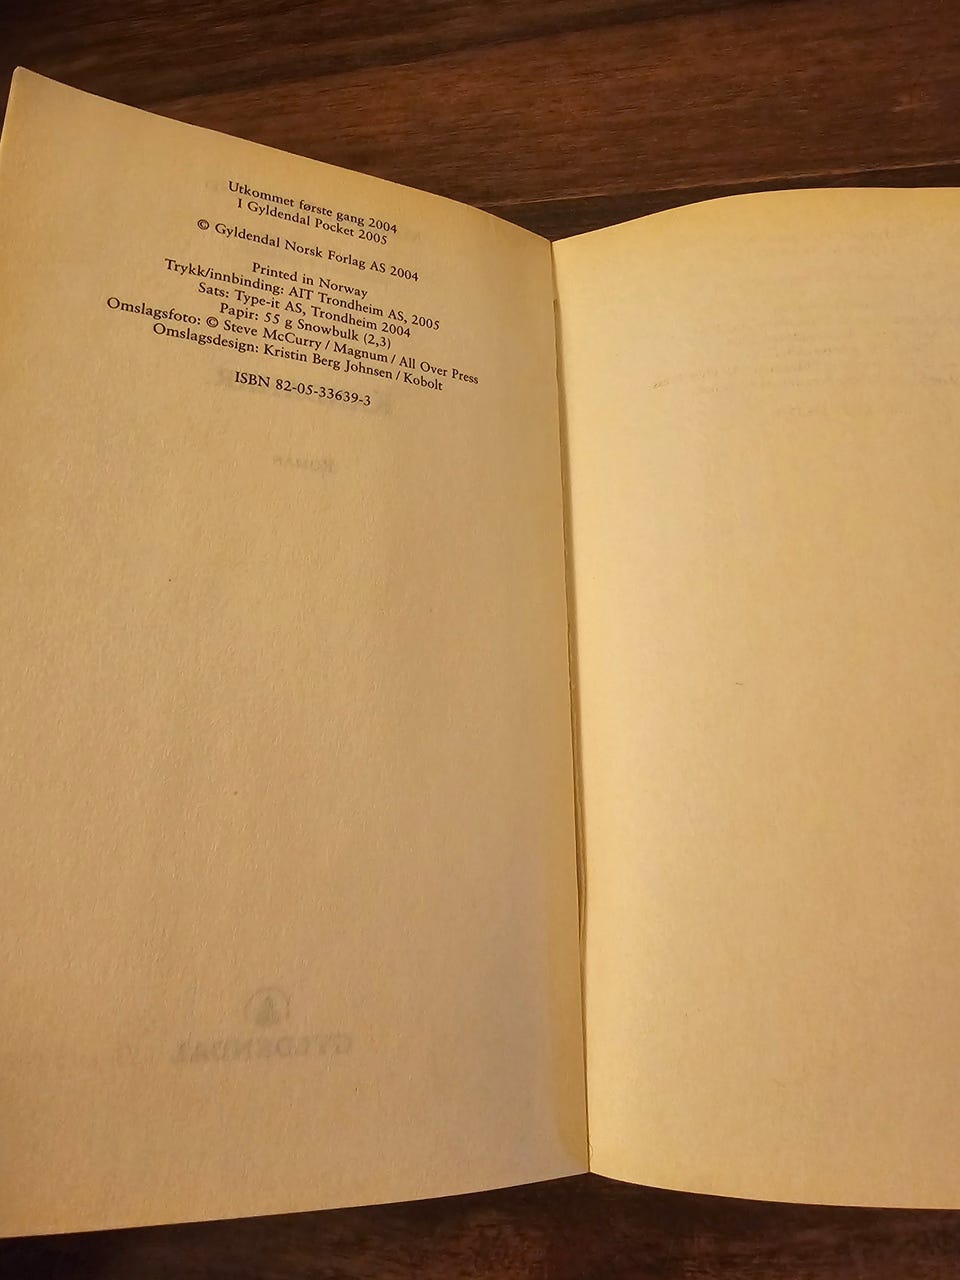 Utkommet første gang 2004
I Gyldendal Pocket 2005
© Gyldendal Norsk Forlag AS 2004
Printed in Norway
Trykk/innbinding: AIT Trondheim AS, 2005
Sats: Type-it AS, Trondheim 2004
Papir: 55 g Snowbulk (2,3)
Omslagsfoto: © Steve McCurry / Magnum / All Over Press
Omslagsdesign: Kristin Berg Johnsen / Kobolt
ISBN 82-05-33639-3
ROMAN
GYLDENDAL